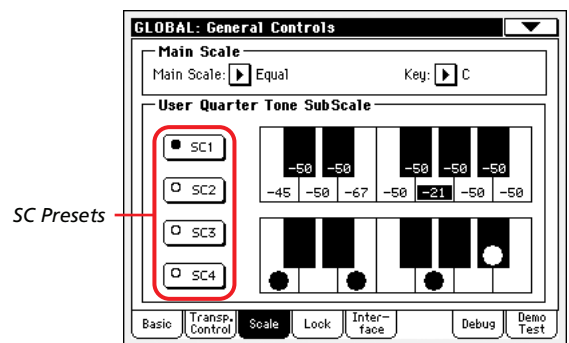 GLOBAL: General Controls
Main Scale
Main Scale: Equal Key: C
User Quarter Tone SubScale
SC1
-50 -50 -50 -50 -50
-45 -50 -67 -50 -21 -50 -50
SC2
SC Presets
SC3
SC4
Basic Transp. Control Scale Lock Inter-face Debug Demo Test